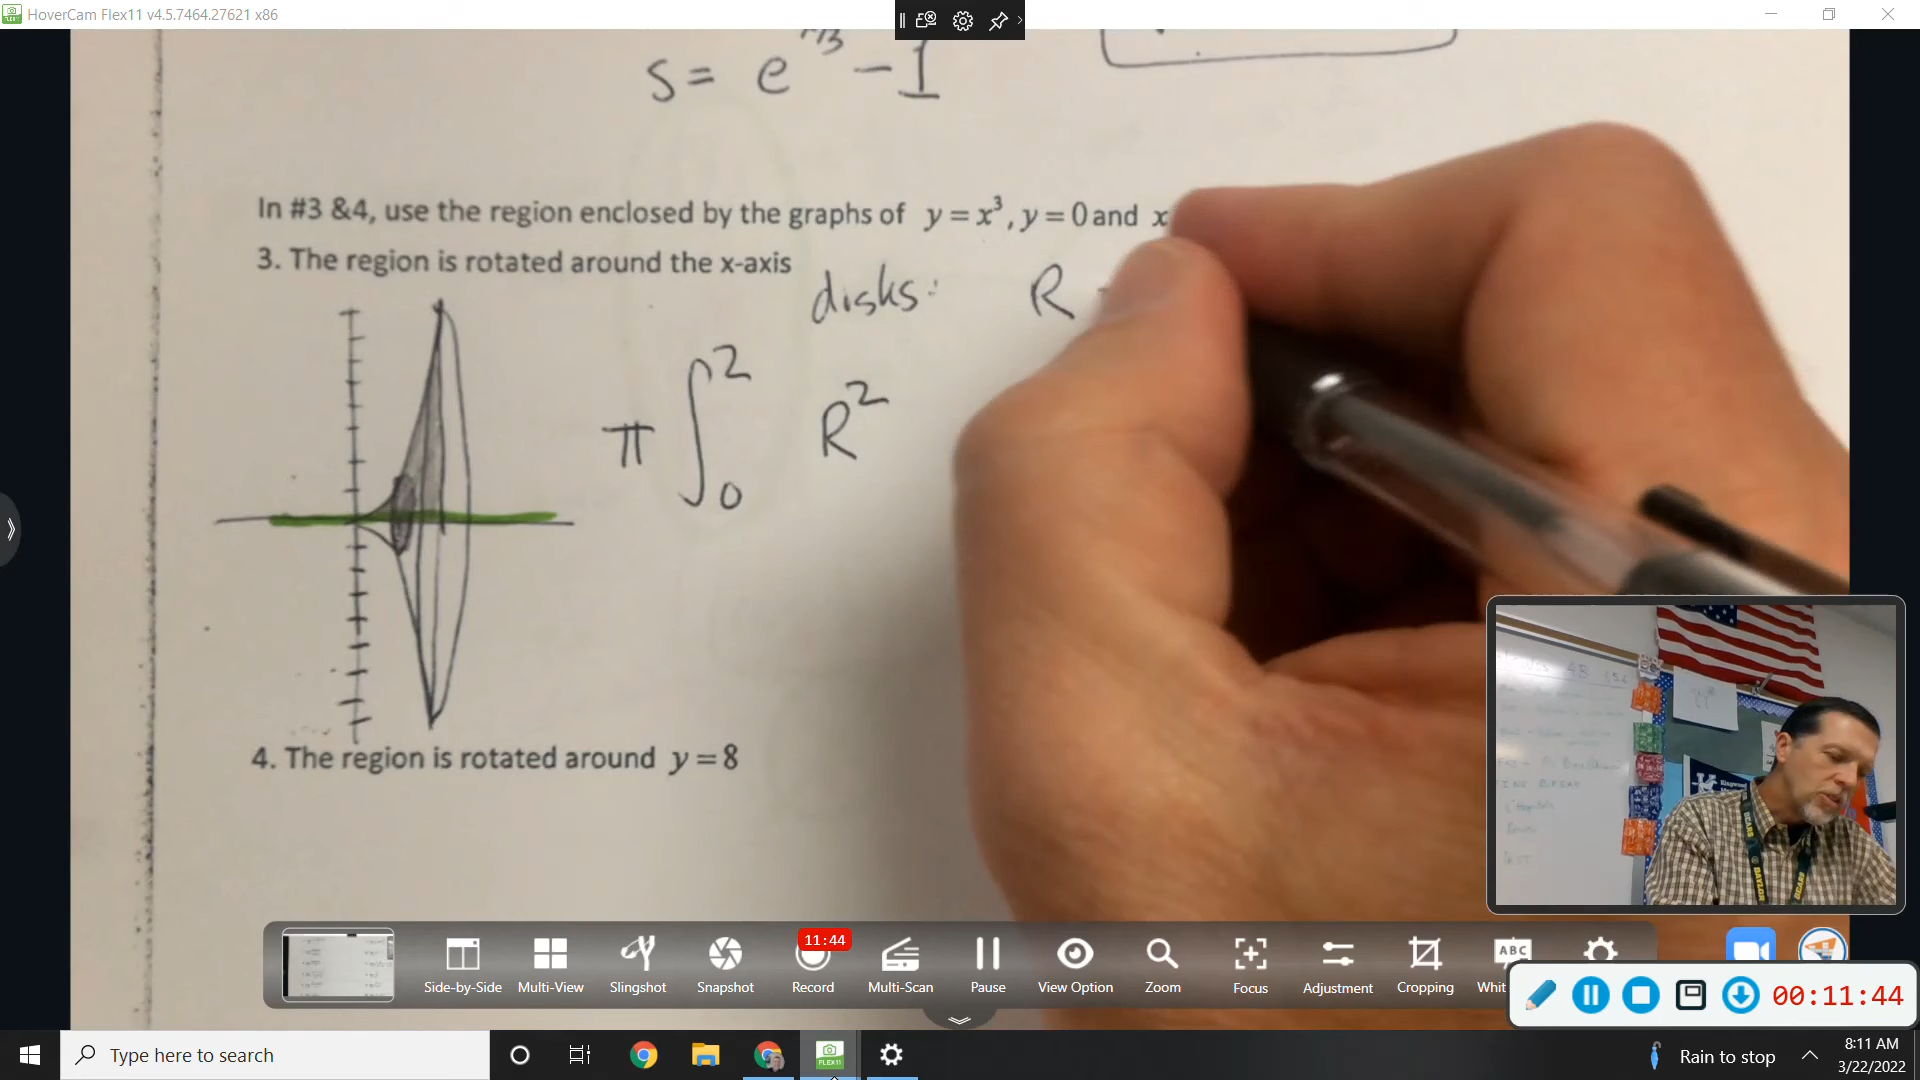 HoverCam Flex11 v4.5.7464.27621 x86
s = e -1
In #3 &4, use the region enclosed by the graphs of y = x³, y = 0 and x
3. The region is rotated around the x-axis
disks: R
π ∫₀² R²
4. The region is rotated around y = 8
11:44
Side-by-Side Multi-View Slingshot Snapshot Record Multi-Scan Pause View Option Zoom Focus Adjustment Cropping Whit
ABC
00:11:44
Type here to search
FLEX11
Rain to stop
8:11 AM
3/22/2022